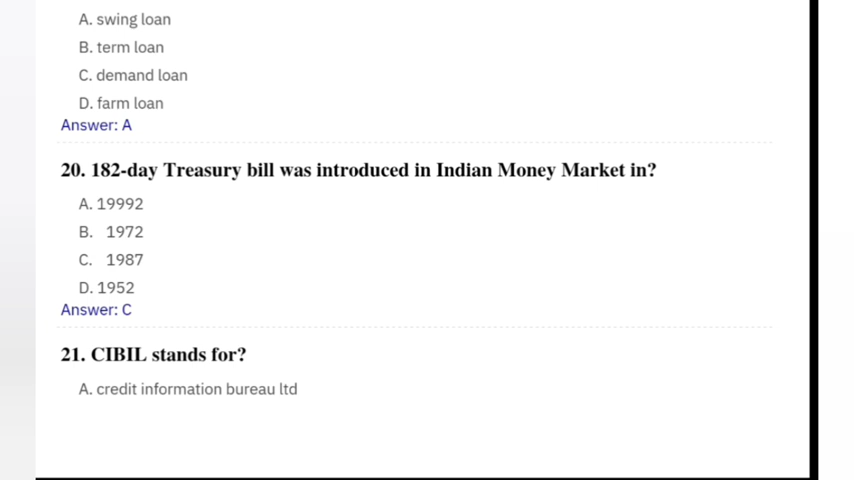 A. swing loan
B. term loan
C. demand loan
D. farm loan
Answer: A
20. 182-day Treasury bill was introduced in Indian Money Market in?
A. 19992
B. 1972
C. 1987
D. 1952
Answer: C
21. CIBIL stands for?
A. credit information bureau ltd